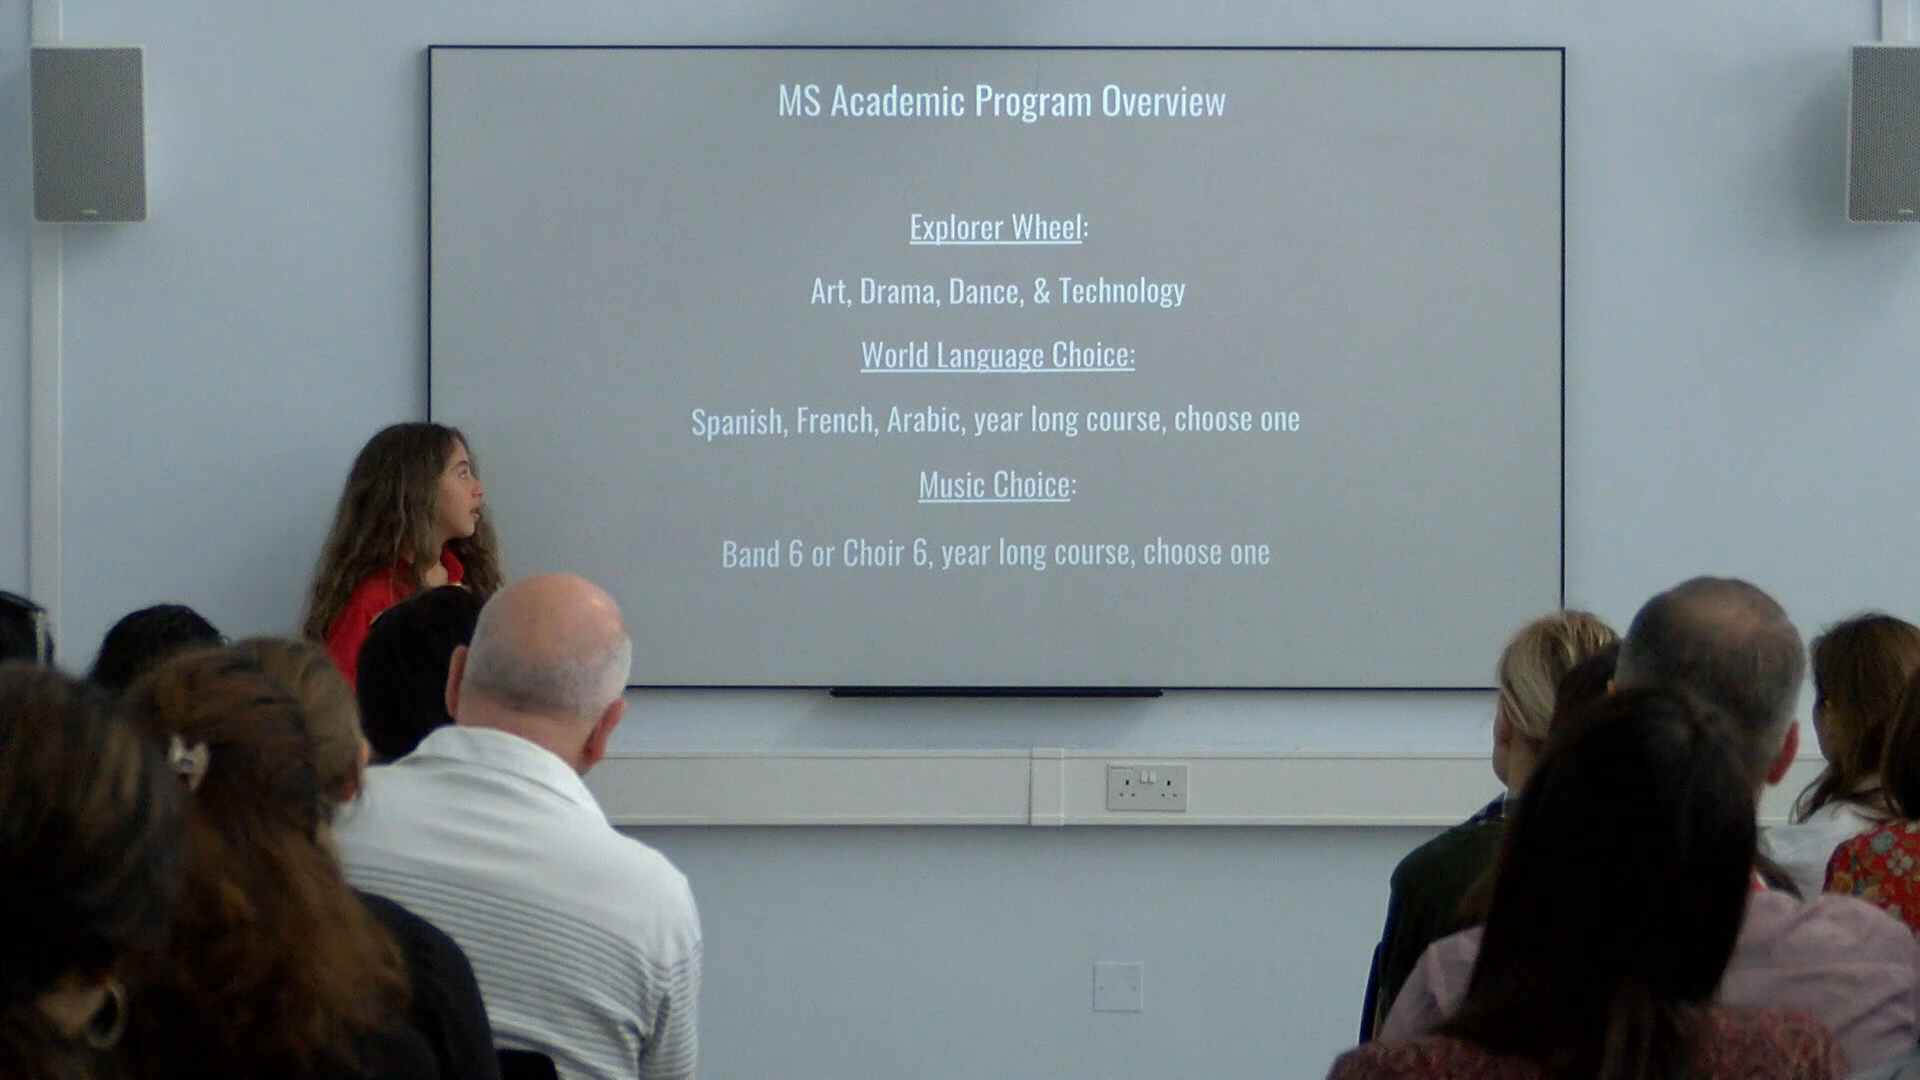 MS Academic Program Overview
Explorer Wheel:
Art, Drama, Dance, & Technology
World Language Choice:
Spanish, French, Arabic, year long course, choose one
Music Choice:
Band 6 or Choir 6, year long course, choose one